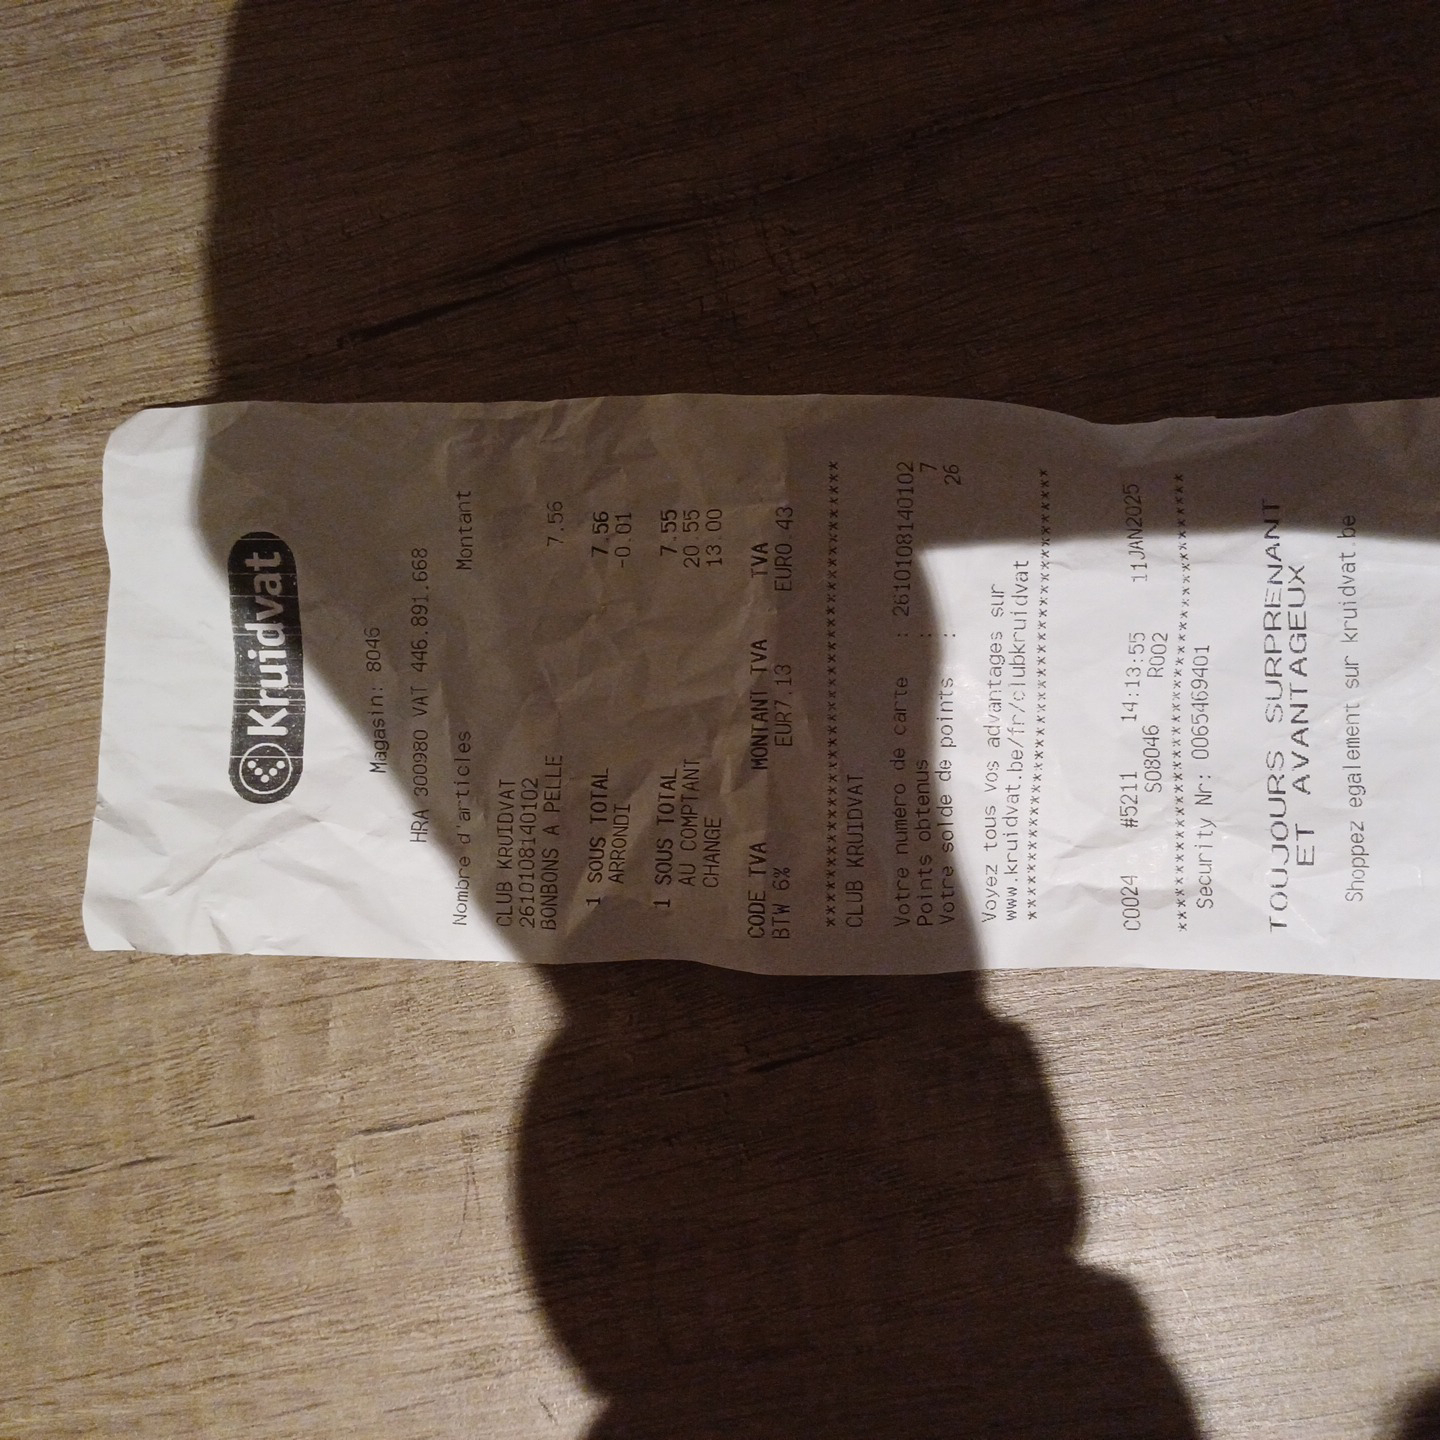 Kruidvat
Magasin: 8046
HRA 300980 VAT 446.891.668
Nombre d'articles Montant
CLUB KRUIDVAT
2610108140102
BONBONS A PELLE 7.56
1 SOUS TOTAL 7.56
ARRONDI -0.01
1 SOUS TOTAL 7.55
AU COMPTANT 20.55
CHANGE 13.00
CODE TVA MONTANT TVA TVA
BTW 6% EUR7.13 EUR0.43
****************************************
CLUB KRUIDVAT
Votre numéro de carte : 2610108140102
Points obtenus : 7
Votre solde de points : 26
Voyez tous vos advantages sur
www.kruidvat.be/fr/clubkruidvat
****************************************
C0024 #5211 14:13:55 11JAN2025
S08046 R002
****************************************
Security Nr: 0065469401
TOUJOURS SURPRENANT
ET AVANTAGEUX
Shoppez egalement sur kruidvat.be